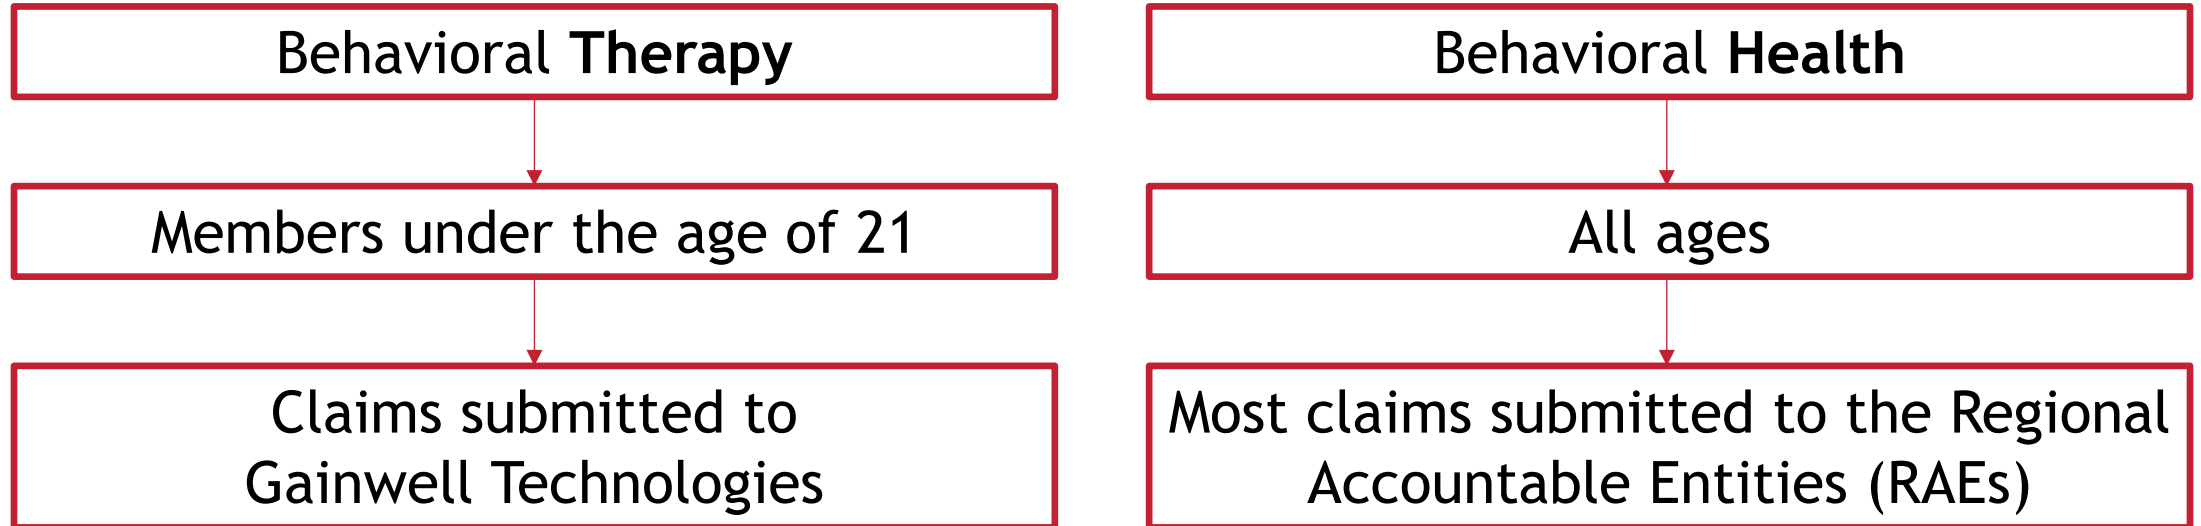 Behavioral Therapy
Members under the age of 21
Claims submitted to
Gainwell Technologies
Behavioral Health
All ages
Most claims submitted to the Regional
Accountable Entities (RAEs)